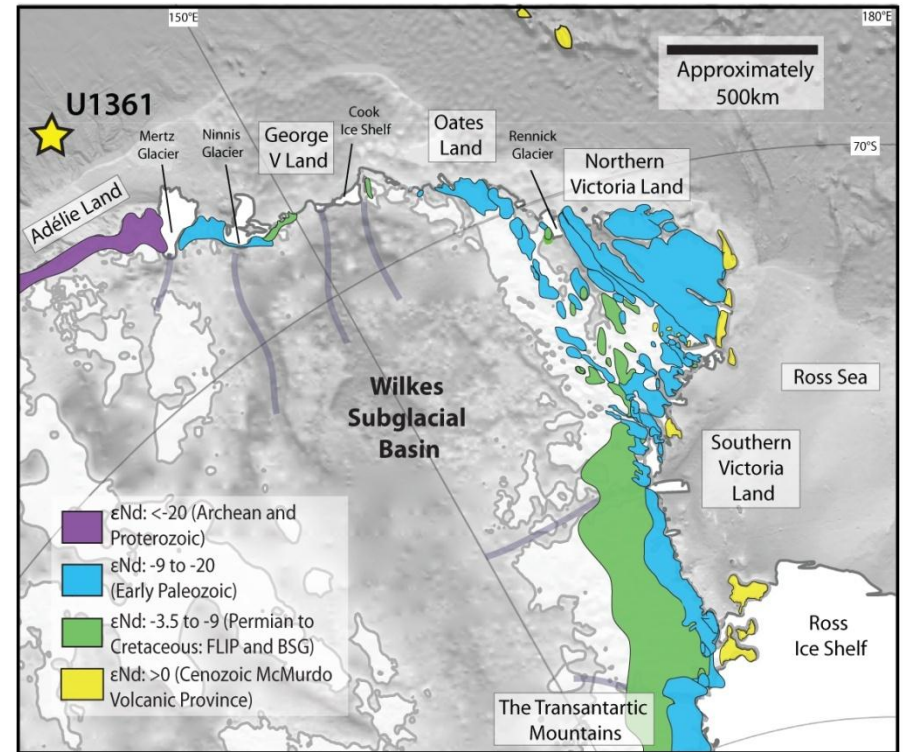 150°E
180°E
U1361
Approximately
500km
Mertz
Glacier
Ninnis
Glacier
George
V Land
Cook
Ice Shelf
Oates
Land
Rennick
Glacier
Northern
Victoria Land
70°S
Adélie Land
Wilkes
Subglacial
Basin
Ross Sea
Southern
Victoria
Land
εNd: <-20 (Archean and
Proterozoic)
εNd: -9 to -20
(Early Paleozoic)
εNd: -3.5 to -9 (Permian to
Cretaceous: FLIP and BSG)
εNd: >0 (Cenozoic McMurdo
Volcanic Province)
Ross
Ice Shelf
The Transantartic
Mountains